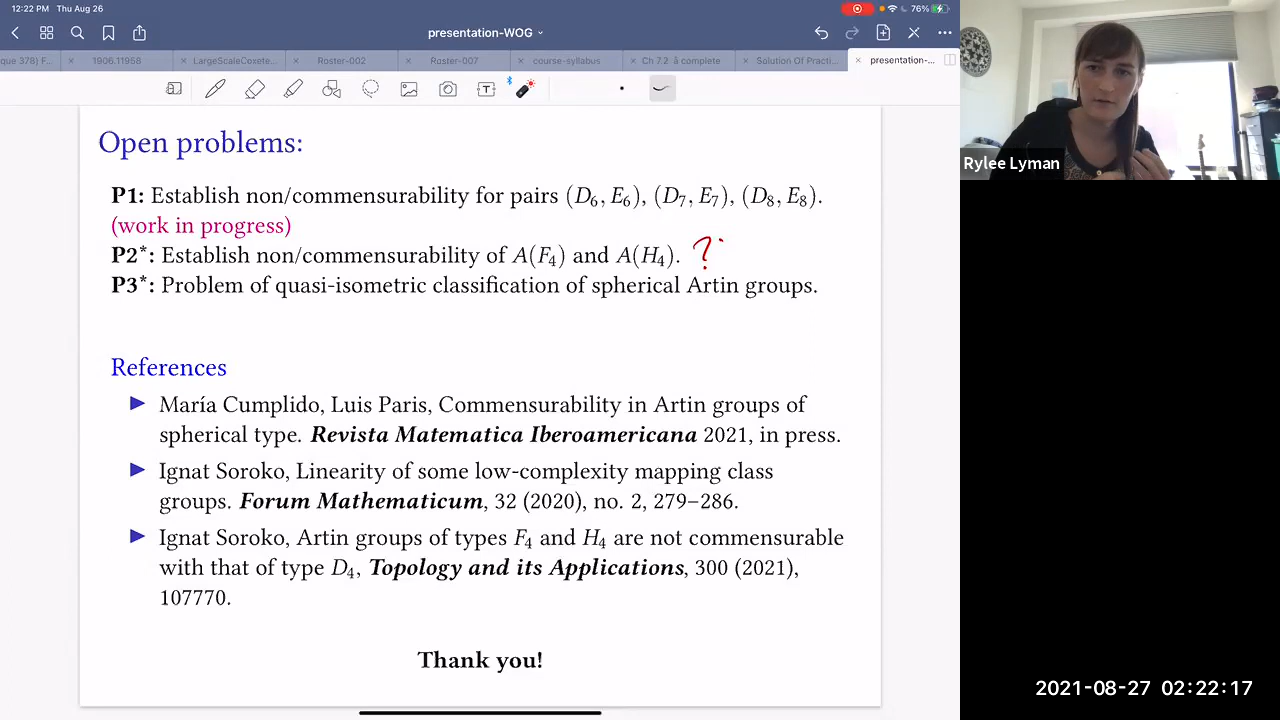 12:22 PM Thu Aug 26
76%
presentation-WOG
que 378) F...
1906.11958
LargeScaleCoxete...
Roster-002
Roster-007
course-syllabus
Ch 7.2 å complete
Solution Of Practi...
presentation-...
Open problems:
P1: Establish non/commensurability for pairs (D₆, E₆), (D₇, E₇), (D₈, E₈).
(work in progress)
P2*: Establish non/commensurability of A(F₄) and A(H₄). ?
P3*: Problem of quasi-isometric classification of spherical Artin groups.
References
▶ María Cumplido, Luis Paris, Commensurability in Artin groups of
spherical type. Revista Matematica Iberoamericana 2021, in press.
▶ Ignat Soroko, Linearity of some low-complexity mapping class
groups. Forum Mathematicum, 32 (2020), no. 2, 279–286.
▶ Ignat Soroko, Artin groups of types F₄ and H₄ are not commensurable
with that of type D₄, Topology and its Applications, 300 (2021),
107770.
Thank you!
Rylee Lyman
2021-08-27 02:22:17